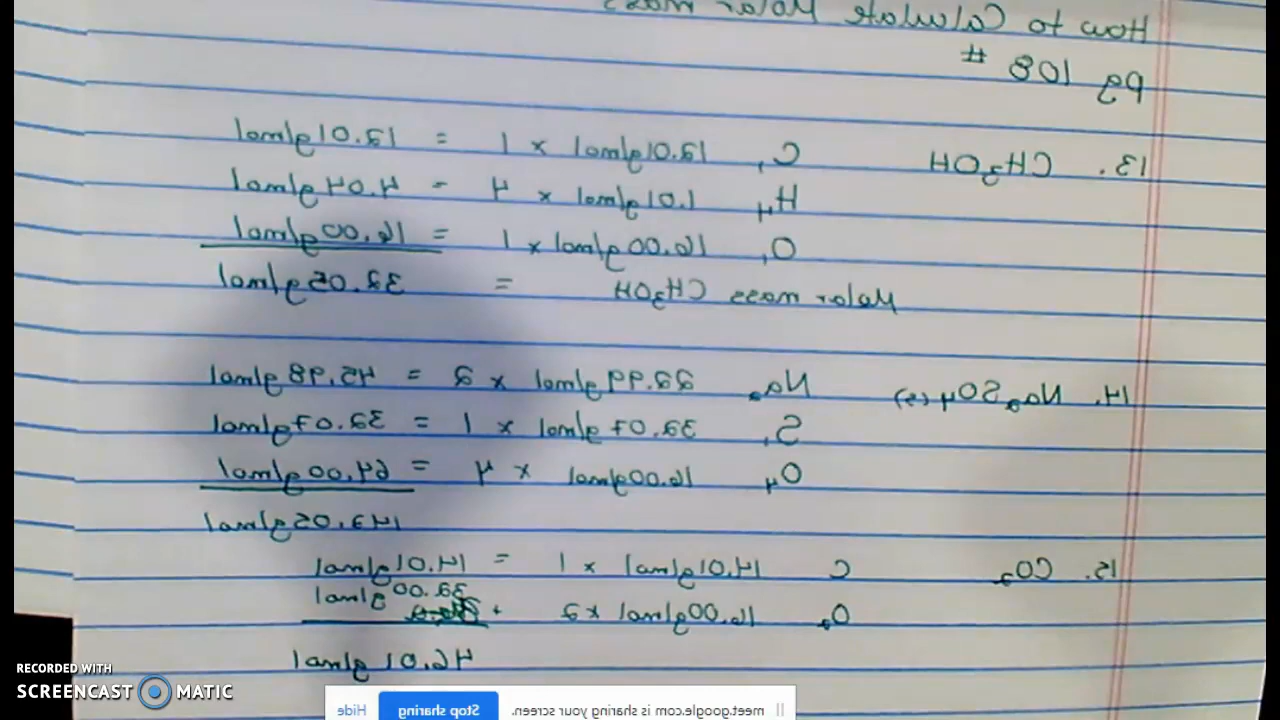 How to Calculate Molar mass
pg 108 #
13. CH₃OH C₁ 12.01g/mol x 1 = 12.01g/mol
H₄ 1.01g/mol x 4 = 4.04g/mol
O₁ 16.00g/mol x 1 = 16.00g/mol
Molar mass CH₃OH = 32.05g/mol
14. Na₂SO₄(s) Na₂ 22.99g/mol x 2 = 45.98g/mol
S₁ 32.07g/mol x 1 = 32.07g/mol
O₄ 16.00g/mol x 4 = 64.00g/mol
142.05g/mol
15. CO₂ C 14.01g/mol x 1 = 14.01g/mol
O₂ 16.00g/mol x 2 + 32.00g/mol
46.01 g/mol
RECORDED WITH
SCREENCAST MATIC
meet.google.com is sharing your screen. Stop sharing Hide